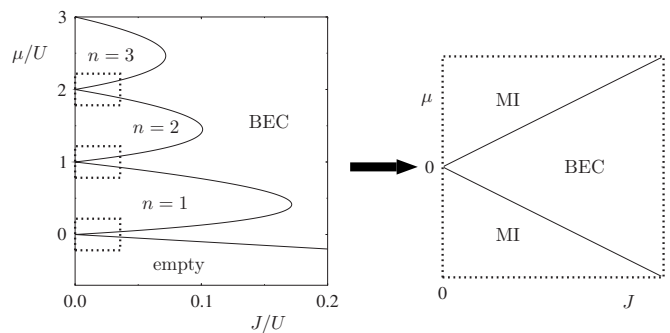 3
μ/U
n = 3
2
n = 2
BEC
1
n = 1
0
empty
0.0
0.1
0.2
J/U
μ
MI
0
BEC
MI
0
J